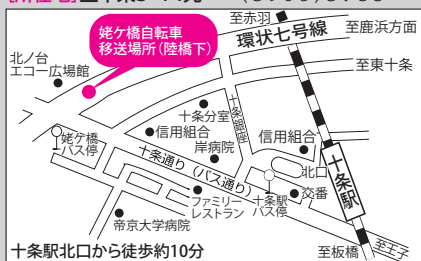 至赤羽
環状七号線
至鹿浜方面
姥ケ橋自転車
移送場所(陸橋下)
北ノ台
エコー広場館
至東十条
十条分室
十条銀座
信用組合
信用組合
姥ケ橋
バス停
岸病院
十条通り(バス通り)
北口
十条駅
交番
ファミリー
レストラン
十条駅
バス停
帝京大学病院
十条駅北口から徒歩約10分
至板橋
至王子